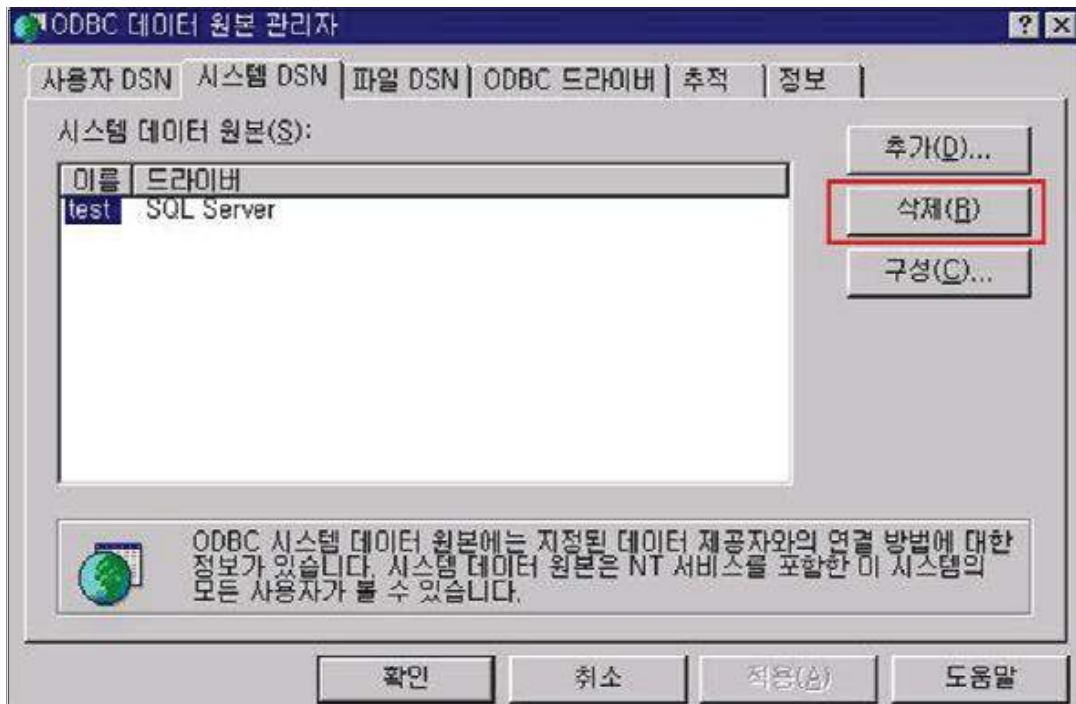 ODBC 데이터 원본 관리자
사용자 DSN 시스템 DSN 파일 DSN ODBC 드라이버 추적 정보
시스템 데이터 원본(S):
추가(D)...
이름 드라이버
test SQL Server
삭제(R)
구성(C)...
ODBC 시스템 데이터 원본에는 지정된 데이터 제공자와의 연결 방법에 대한
정보가 있습니다. 시스템 데이터 원본은 NT 서비스를 포함한 이 시스템의
모든 사용자가 볼 수 있습니다.
확인 취소 적용(A) 도움말